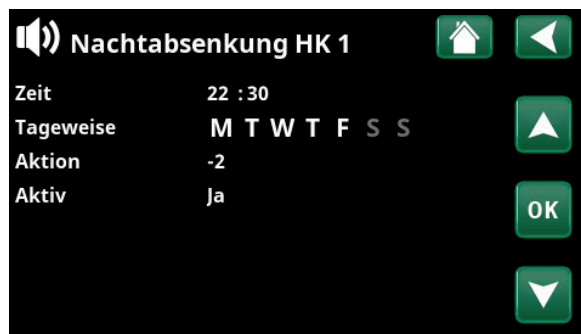 Nachtabsenkung HK 1
Zeit 22 :30
Tageweise M T W T F S S
Aktion -2
Aktiv Ja
OK